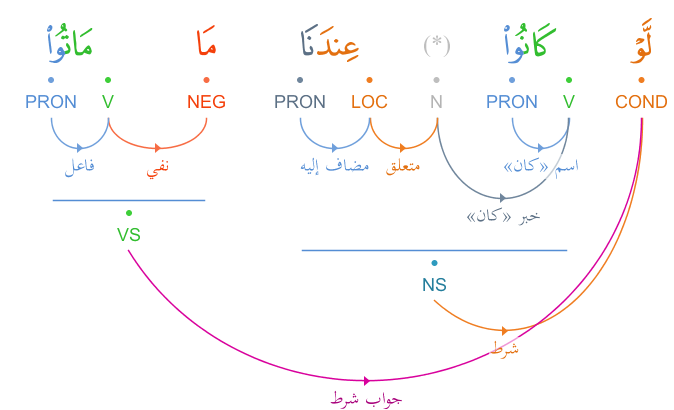 لَّوْ كَانُوا۟ (*) عِندَنَا مَا مَاتُوا۟
COND V PRON N LOC PRON NEG V PRON
اسم «كان» متعلق مضاف إليه نفي فاعل
خبر «كان»
VS
NS
شرط
جواب شرط